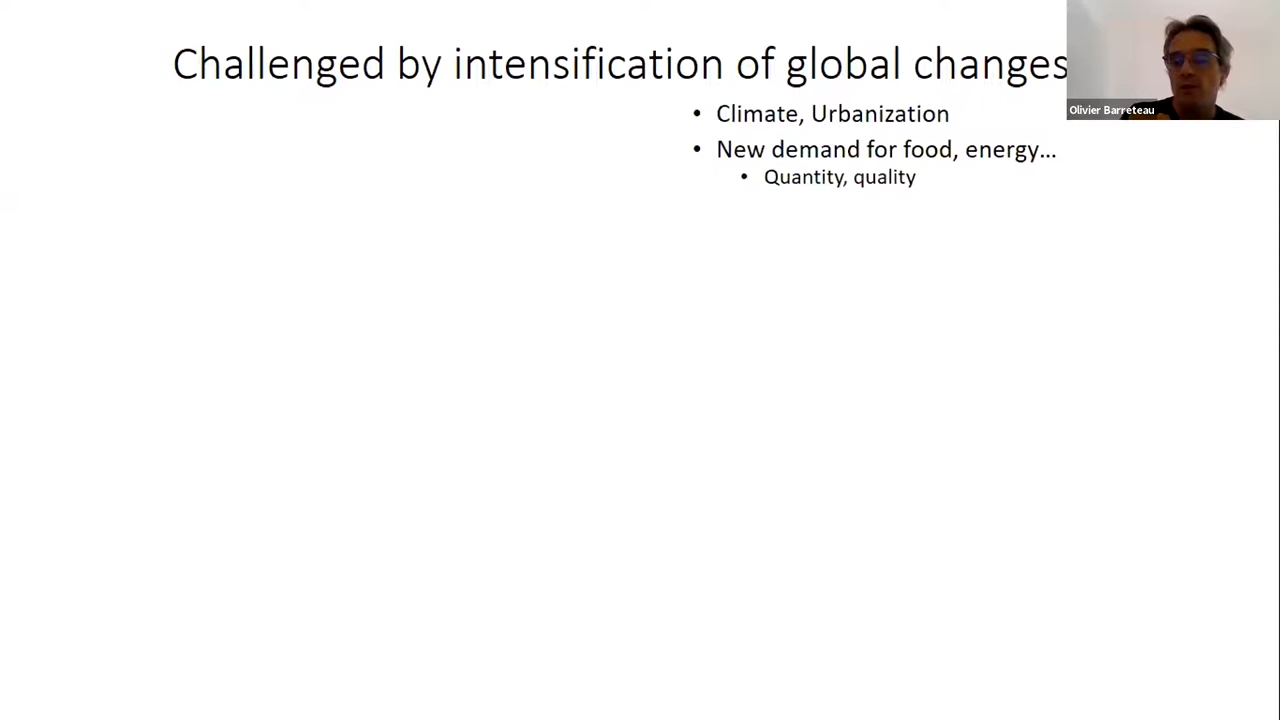 Challenged by intensification of global changes
Olivier Barreteau
• Climate, Urbanization
• New demand for food, energy…
• Quantity, quality